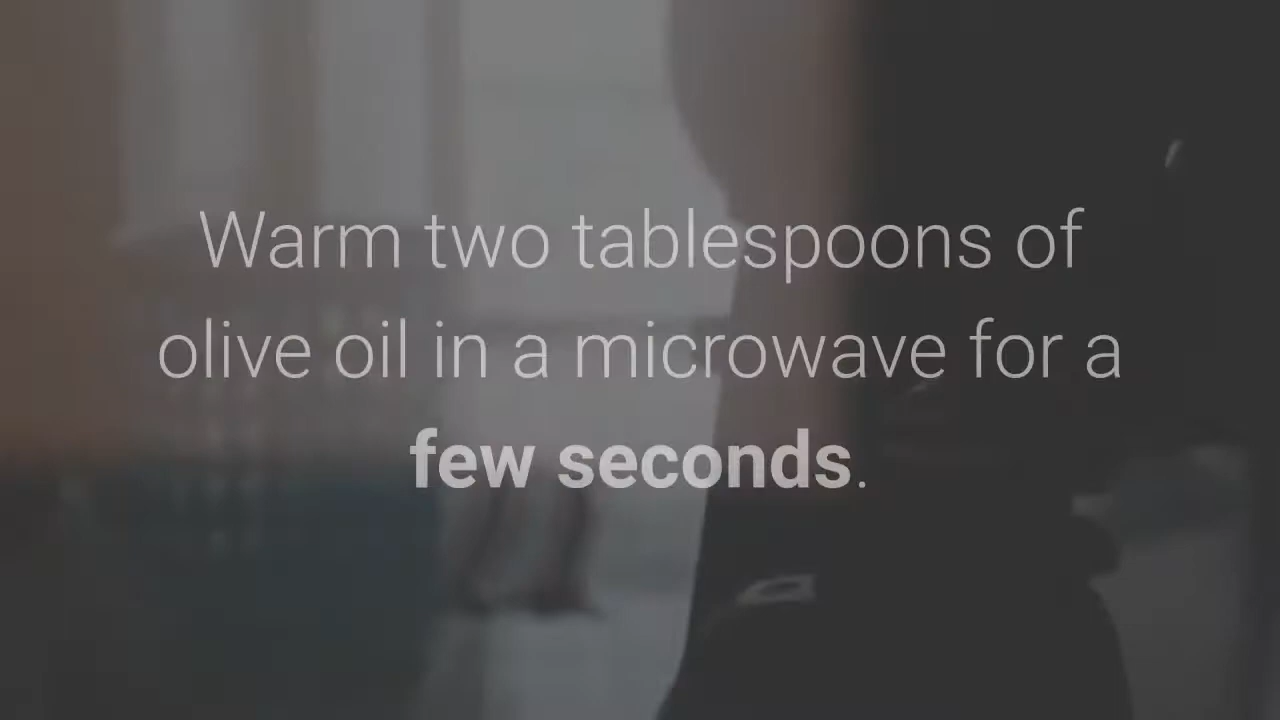 Warm two tablespoons of
olive oil in a microwave for a
few seconds.